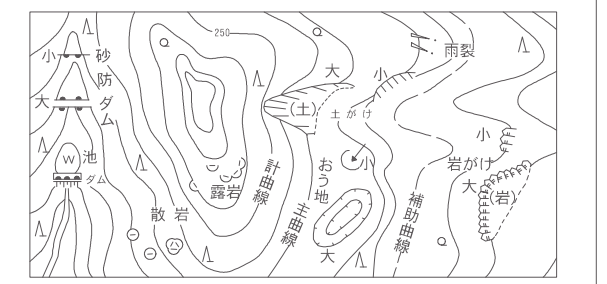 小
砂防ダム
大
W
池
ダム
250
露岩
散岩
計曲線
主曲線
大
(土)
土がけ
小
雨裂
おう地
小
大
補助曲線
小
岩がけ
大
(岩)